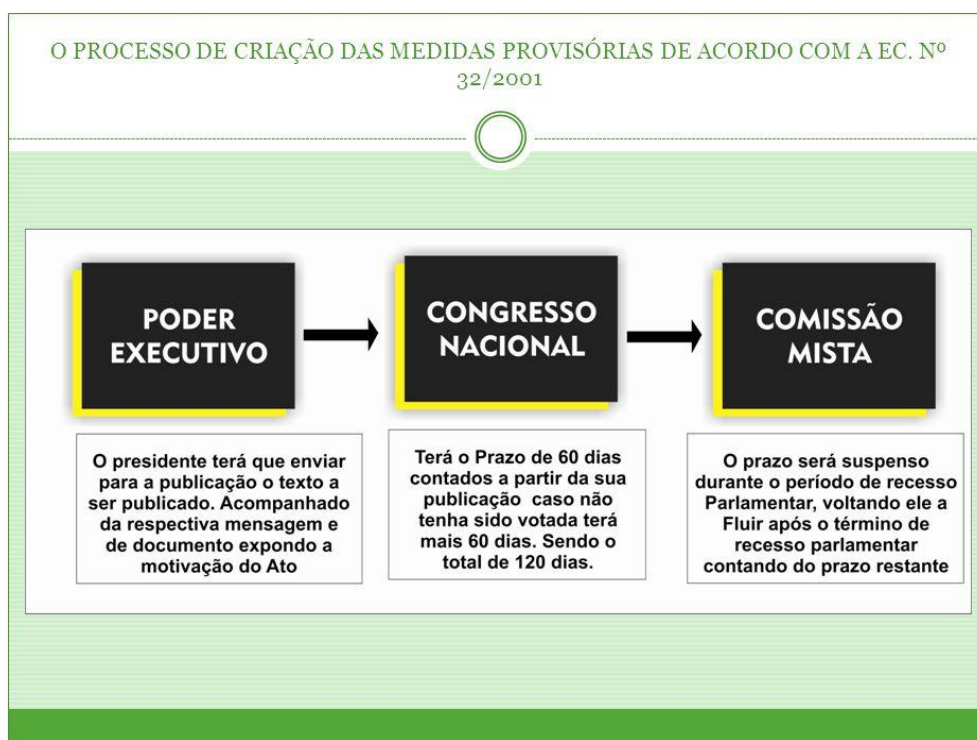 O PROCESSO DE CRIAÇÃO DAS MEDIDAS PROVISÓRIAS DE ACORDO COM A EC. Nº
32/2001
PODER
EXECUTIVO
O presidente terá que enviar
para a publicação o texto a
ser publicado. Acompanhado
da respectiva mensagem e
de documento expondo a
motivação do Ato
CONGRESSO
NACIONAL
Terá o Prazo de 60 dias
contados a partir da sua
publicação caso não
tenha sido votada terá
mais 60 dias. Sendo o
total de 120 dias.
COMISSÃO
MISTA
O prazo será suspenso
durante o período de recesso
Parlamentar, voltando ele a
Fluir após o término de
recesso parlamentar
contando do prazo restante